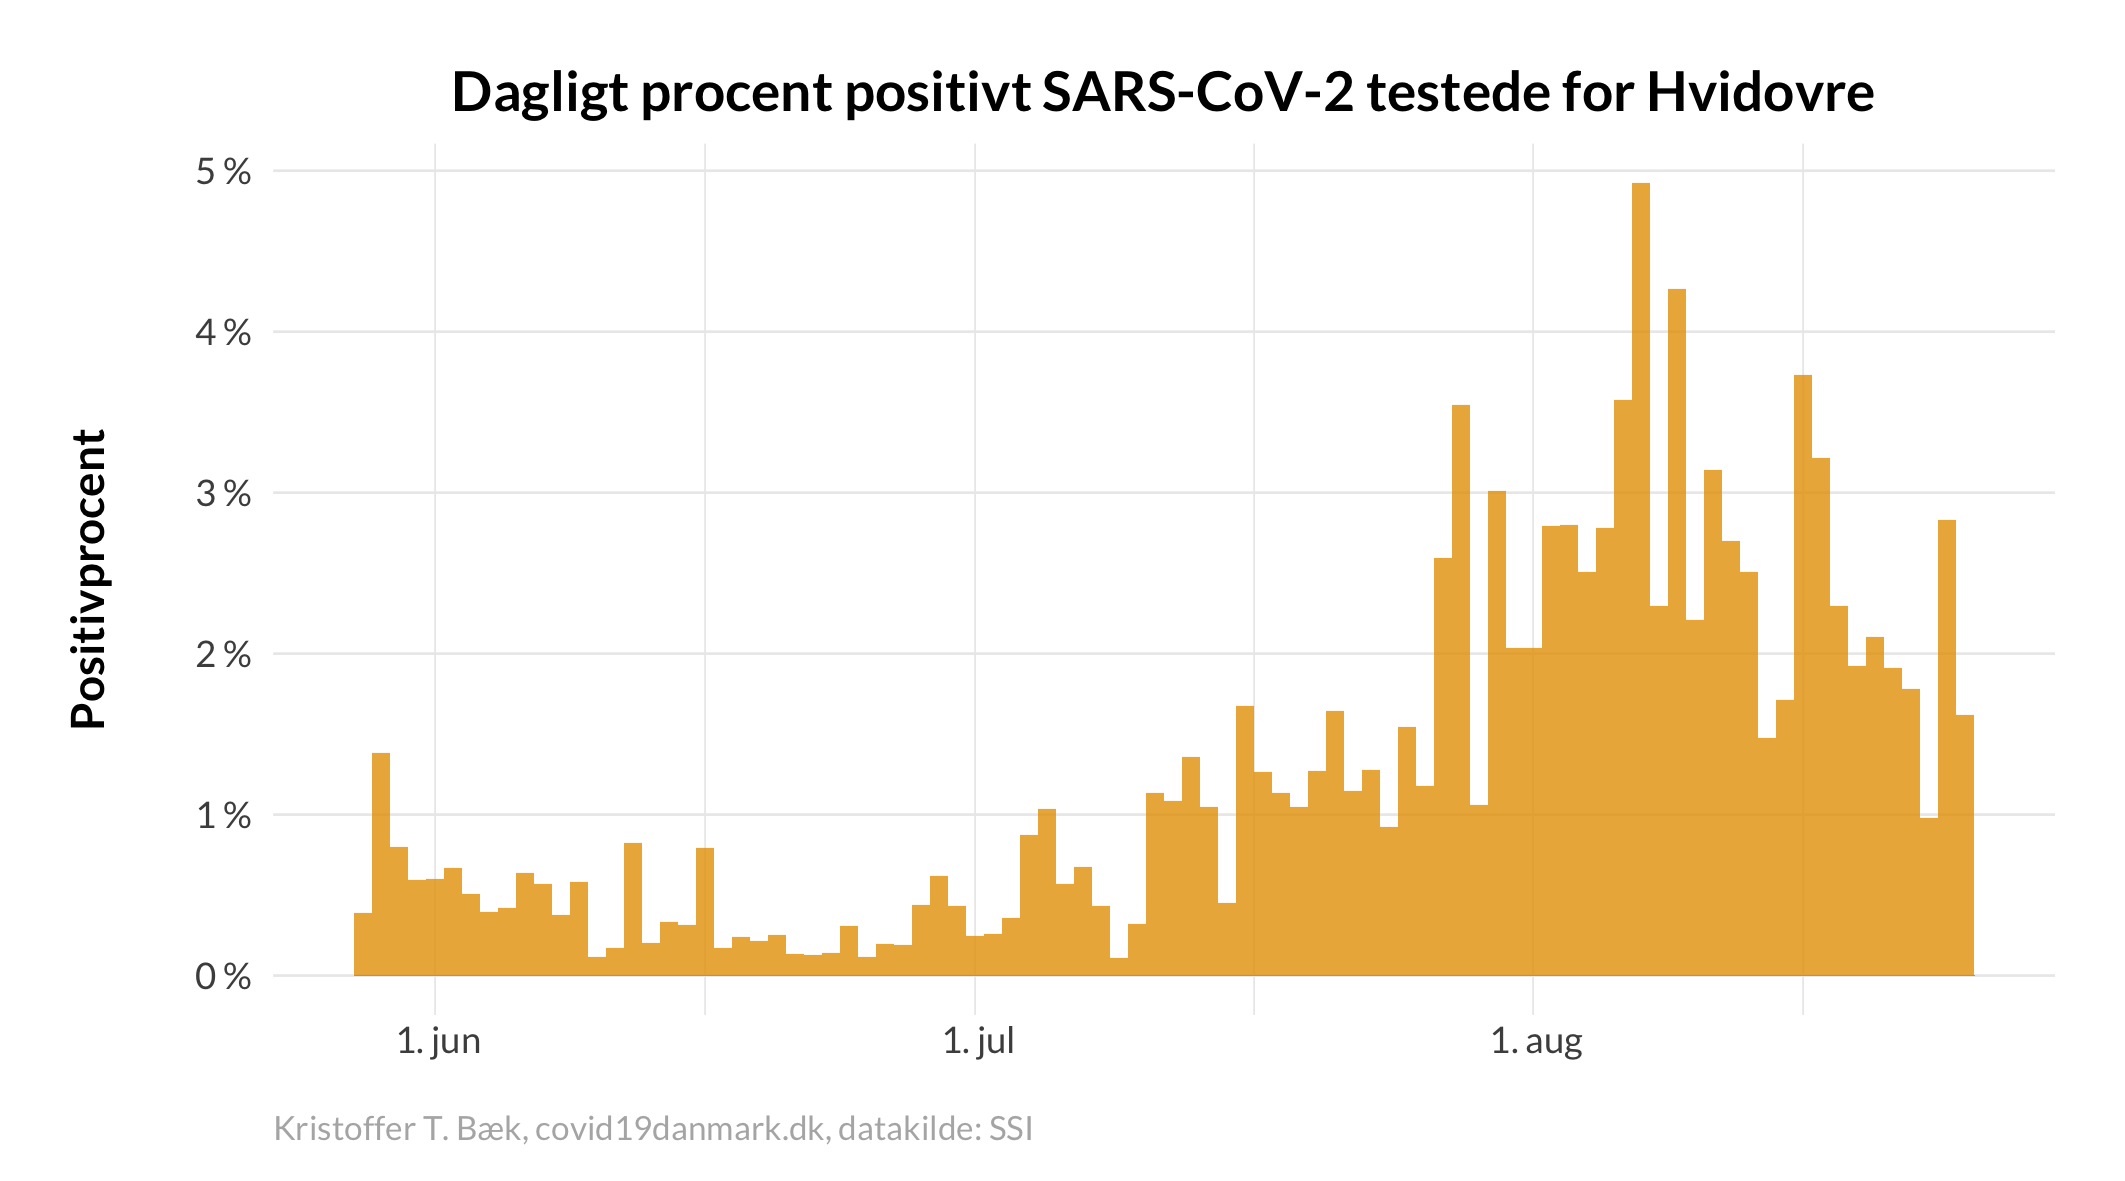 Dagligt procent positivt SARS-CoV-2 testede for Hvidovre
5 %
4 %
3 %
2 %
1 %
0 %
Positivprocent
1. jun
1. jul
1. aug
Kristoffer T. Bæk, covid19danmark.dk, datakilde: SSI